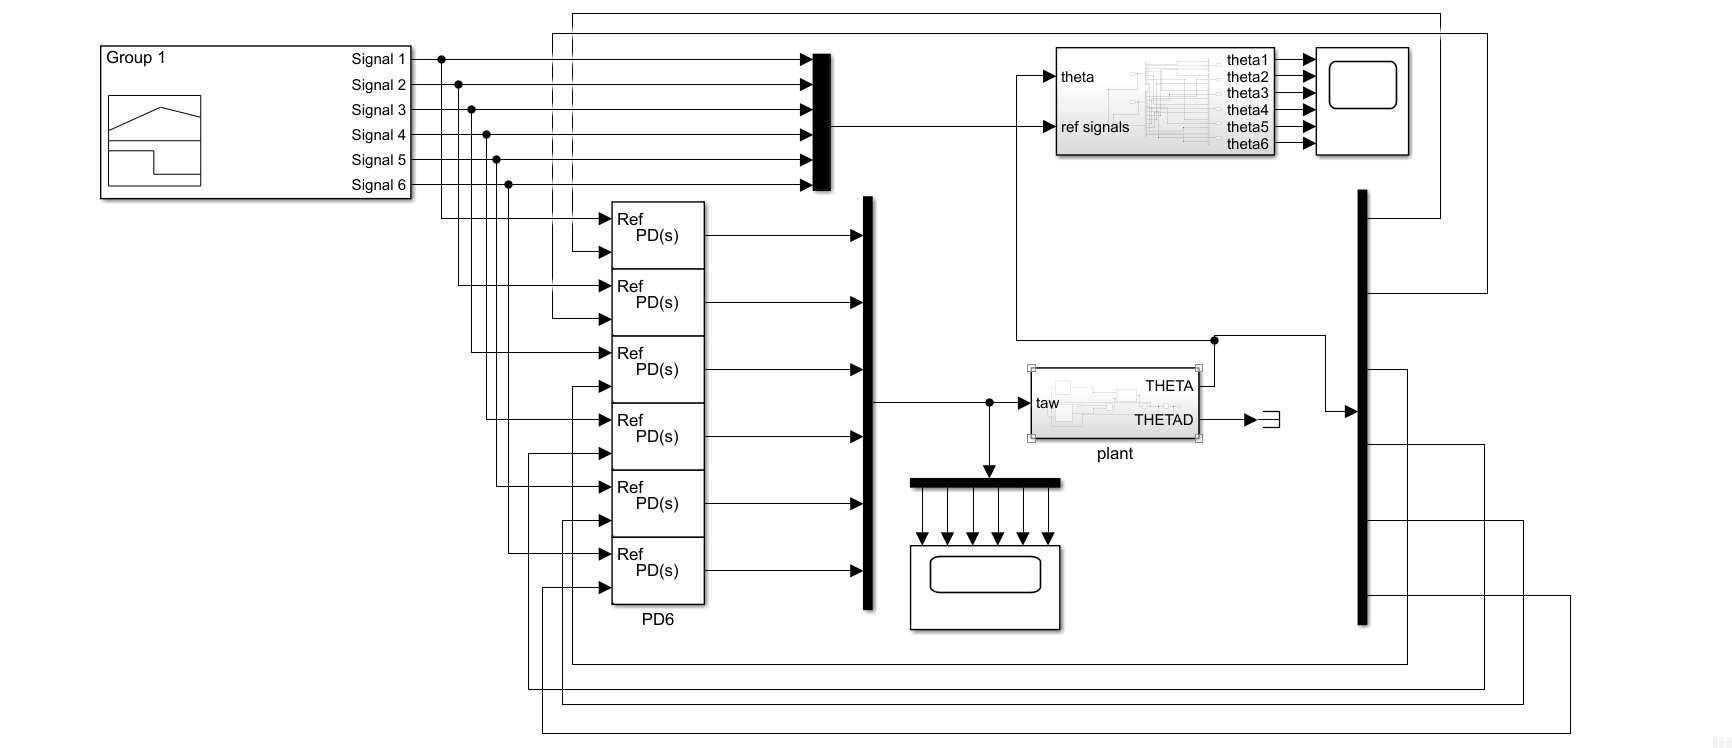 Group 1
Signal 1
Signal 2
Signal 3
Signal 4
Signal 5
Signal 6
theta
ref signals
theta1
theta2
theta3
theta4
theta5
theta6
Ref
PD(s)
Ref
PD(s)
Ref
PD(s)
Ref
PD(s)
Ref
PD(s)
Ref
PD(s)
PD6
taw
THETA
THETAD
plant